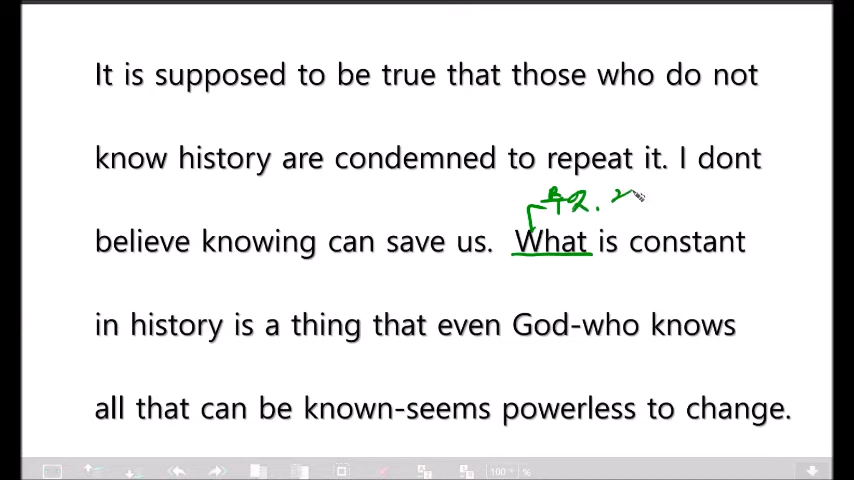 It is supposed to be true that those who do not
know history are condemned to repeat it. I dont
believe knowing can save us. What is constant
in history is a thing that even God-who knows
all that can be known-seems powerless to change.
100 %